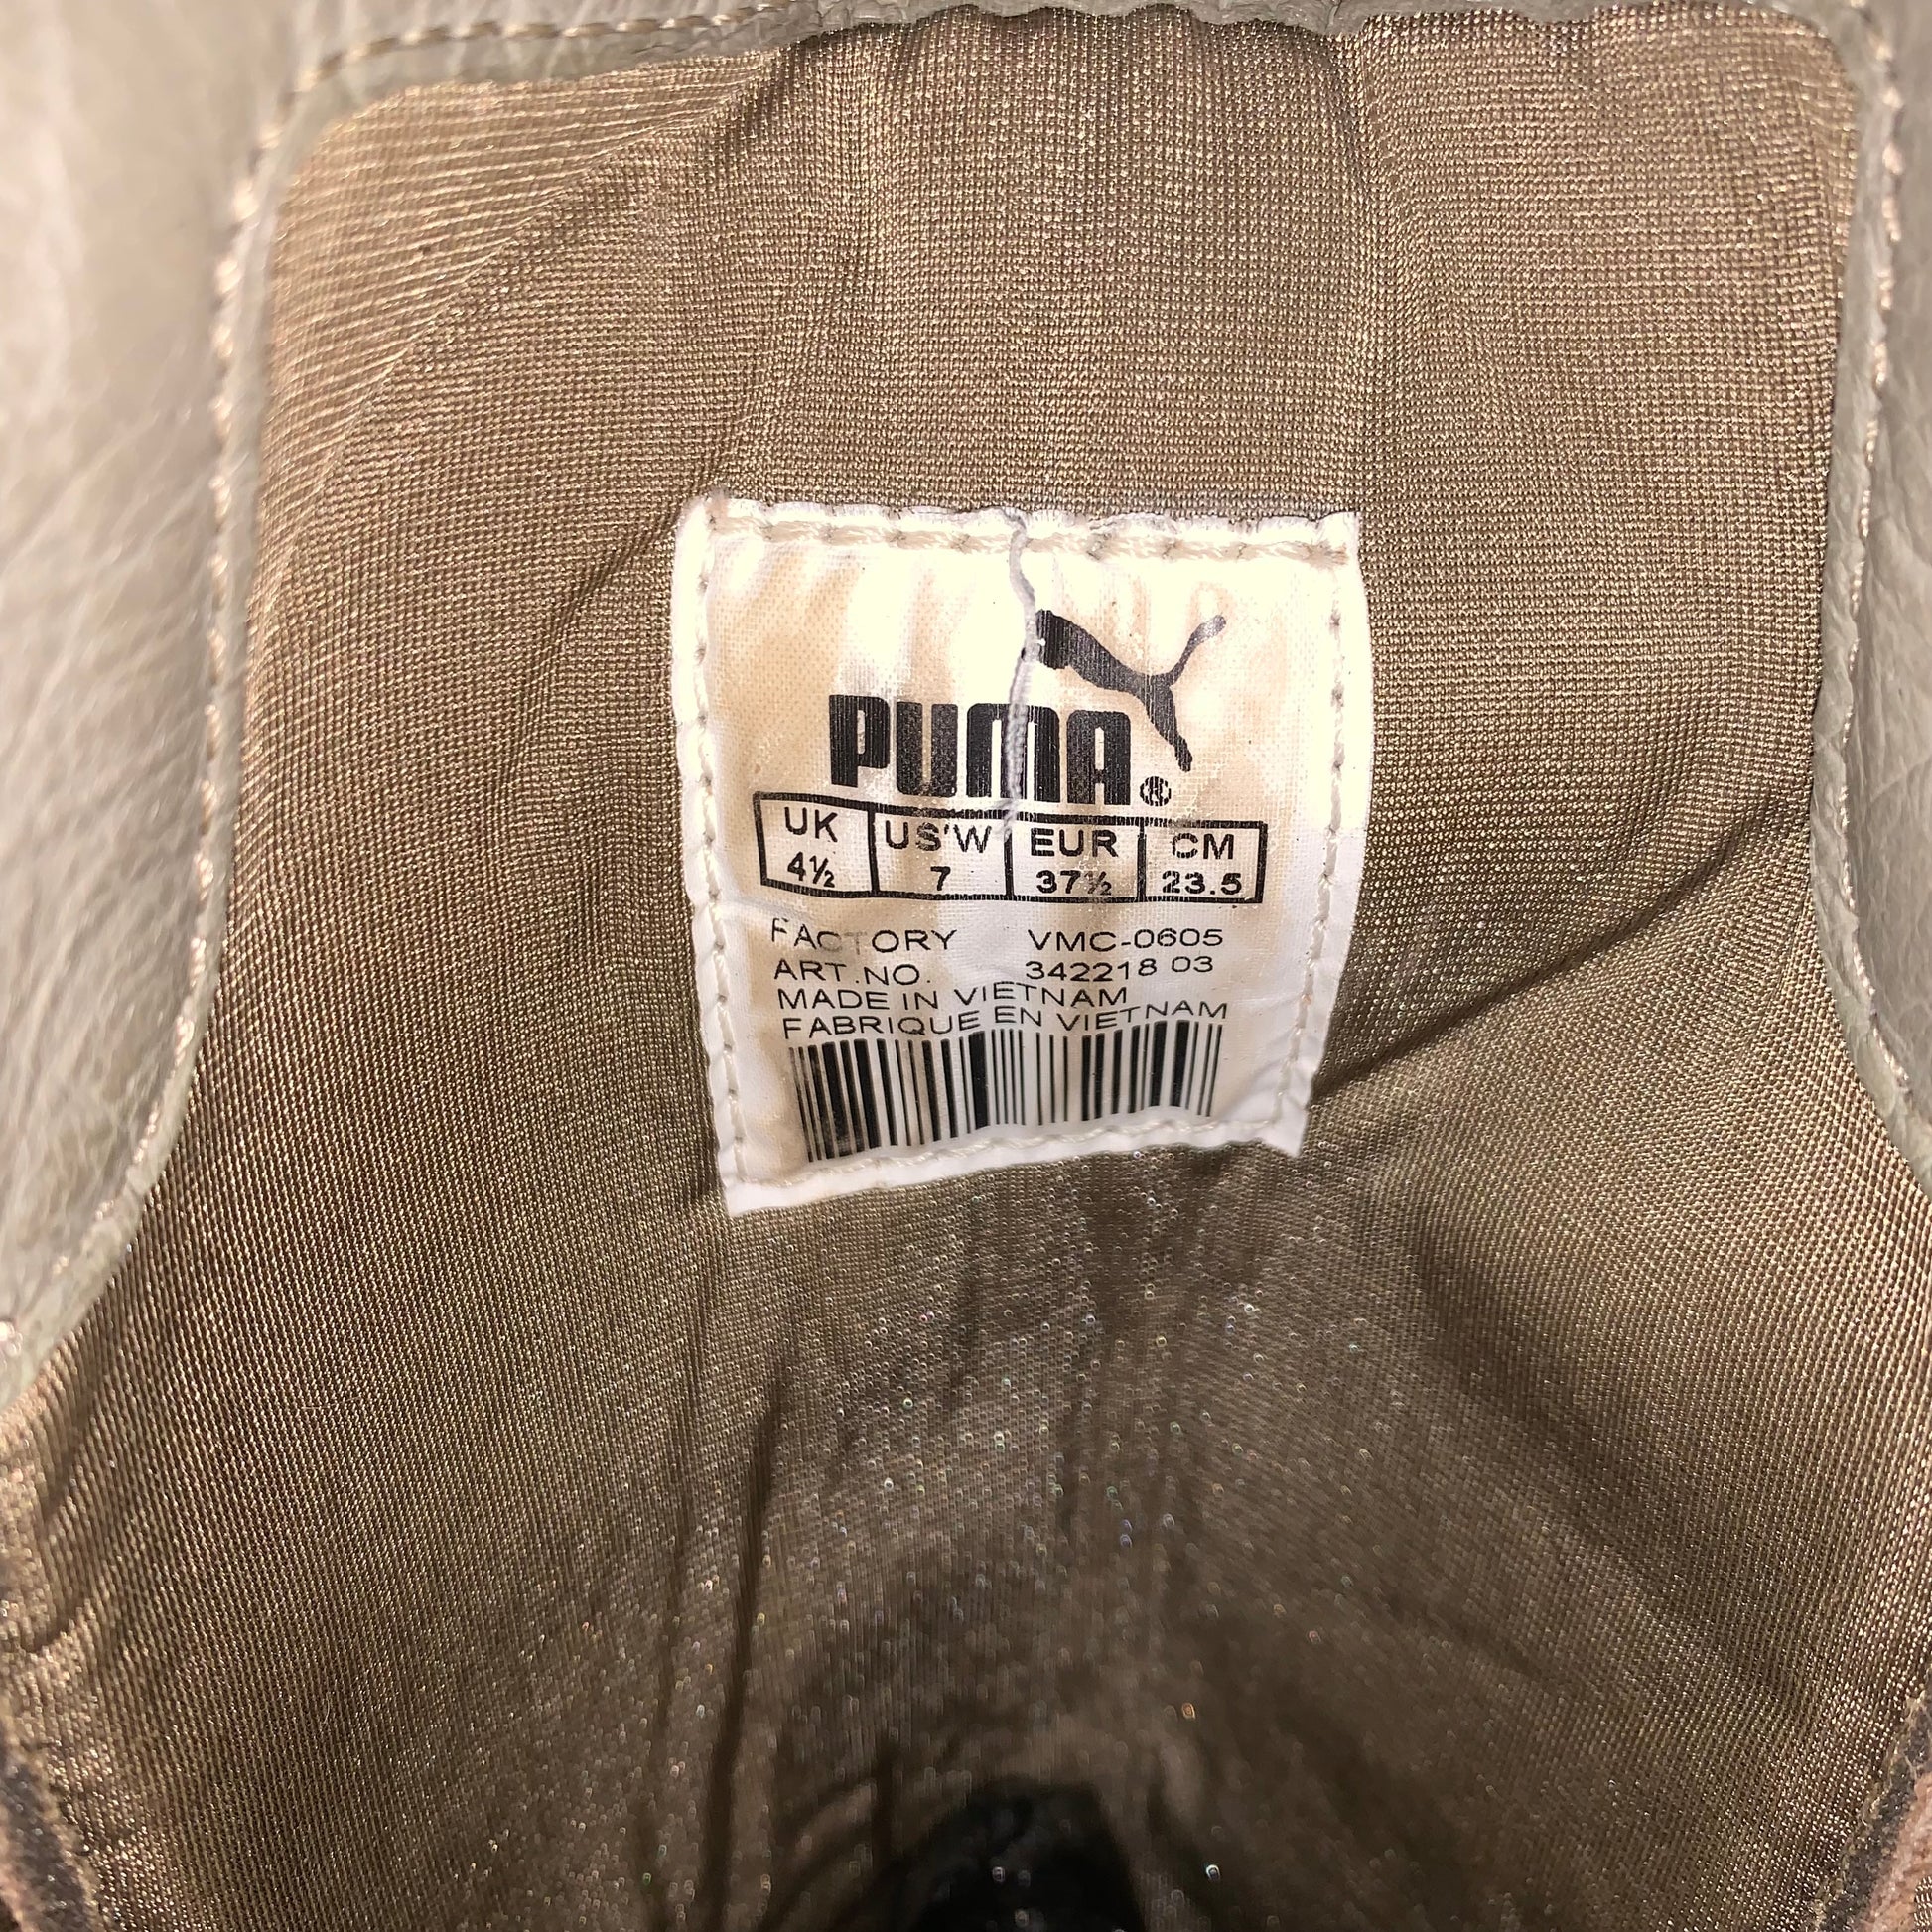 PUMA®
UK US'W EUR CM
4½ 7 37½ 23.5
FACTORY VMC-0605
ART.NO. 342218 03
MADE IN VIETNAM
FABRIQUE EN VIETNAM